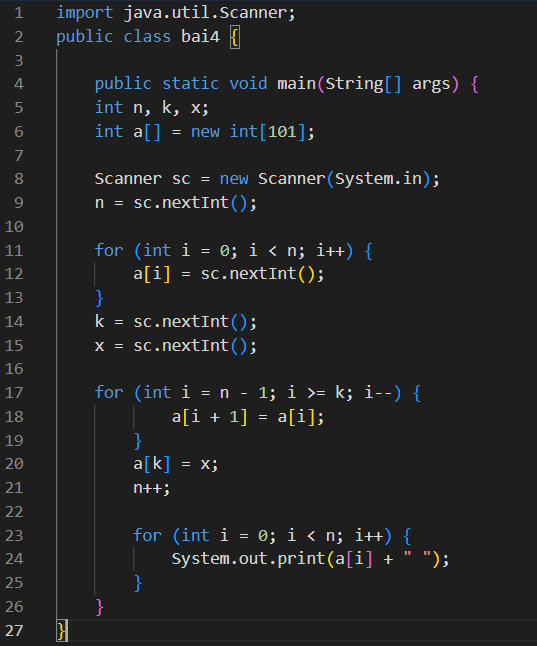 1 import java.util.Scanner;
2 public class bai4 {
3
4     public static void main(String[] args) {
5     int n, k, x;
6     int a[] = new int[101];
7
8     Scanner sc = new Scanner(System.in);
9     n = sc.nextInt();
10
11     for (int i = 0; i < n; i++) {
12         a[i] = sc.nextInt();
13     }
14     k = sc.nextInt();
15     x = sc.nextInt();
16
17     for (int i = n - 1; i >= k; i--) {
18             a[i + 1] = a[i];
19         }
20         a[k] = x;
21         n++;
22
23         for (int i = 0; i < n; i++) {
24             System.out.print(a[i] + " ");
25         }
26     }
27 }